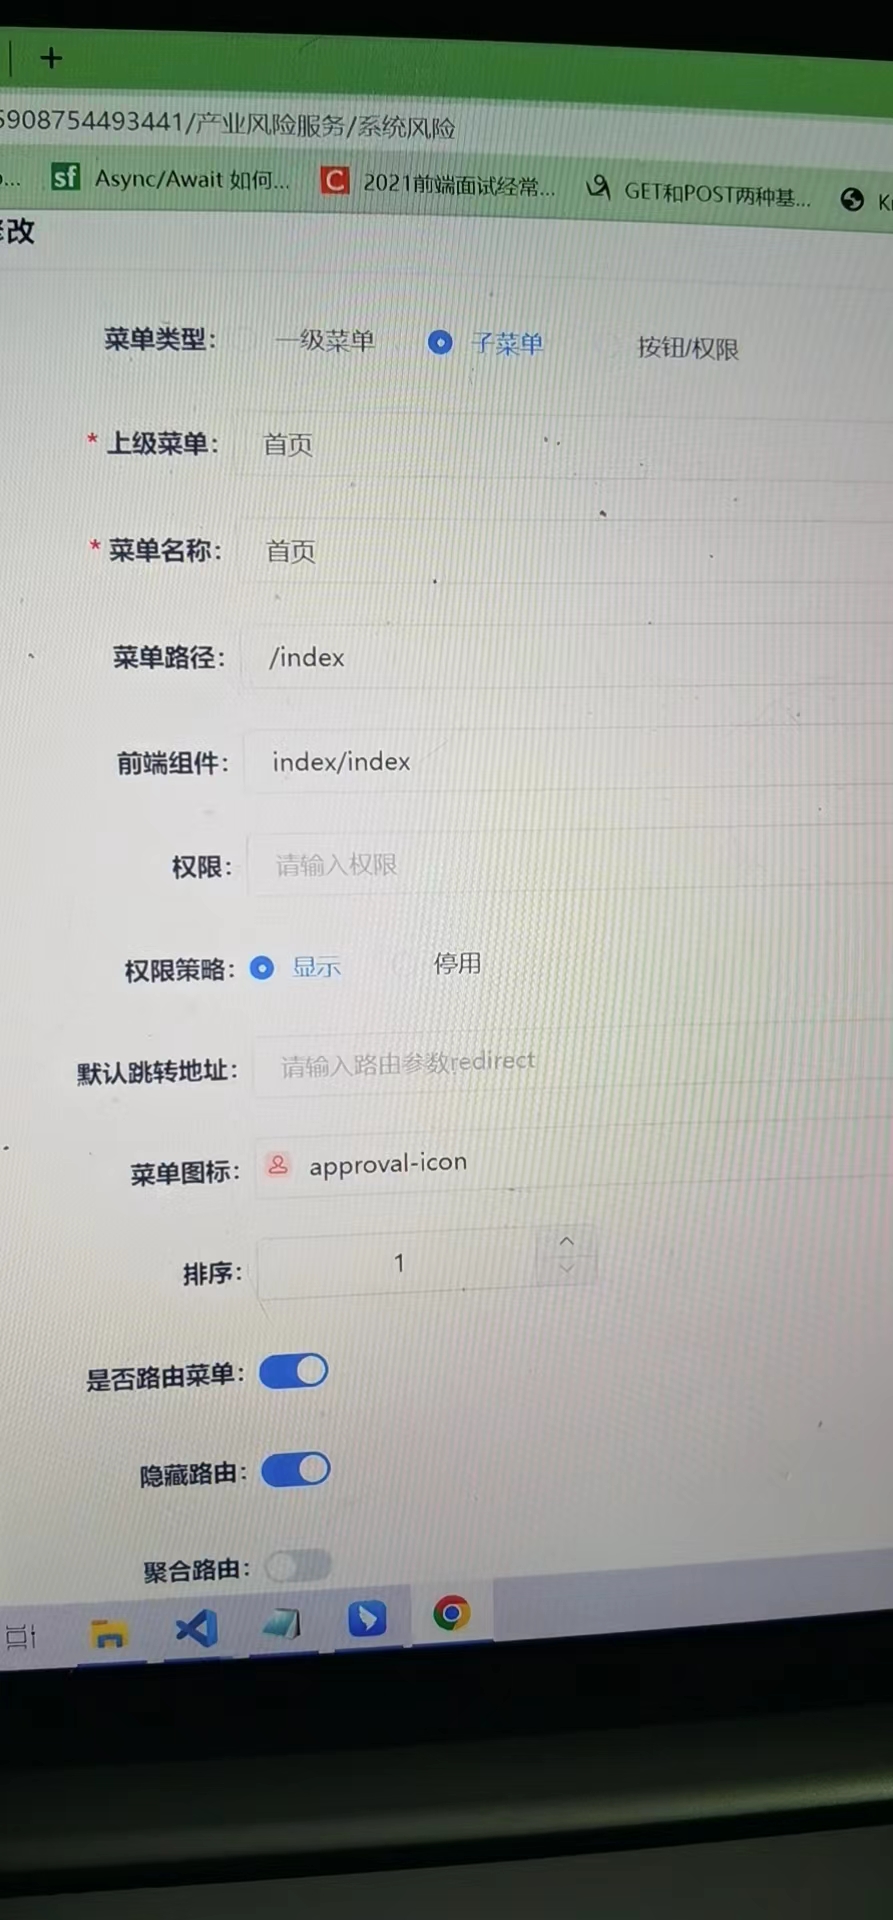 5908754493441/产业风险服务/系统风险
sf Async/Await 如何... C 2021前端面试经常... GET和POST两种基...
改
菜单类型： 一级菜单 子菜单 按钮/权限
* 上级菜单： 首页
* 菜单名称： 首页
菜单路径： /index
前端组件： index/index
权限： 请输入权限
权限策略： 显示 停用
默认跳转地址： 请输入路由参数redirect
菜单图标： approval-icon
排序： 1
是否路由菜单：
隐藏路由：
聚合路由：